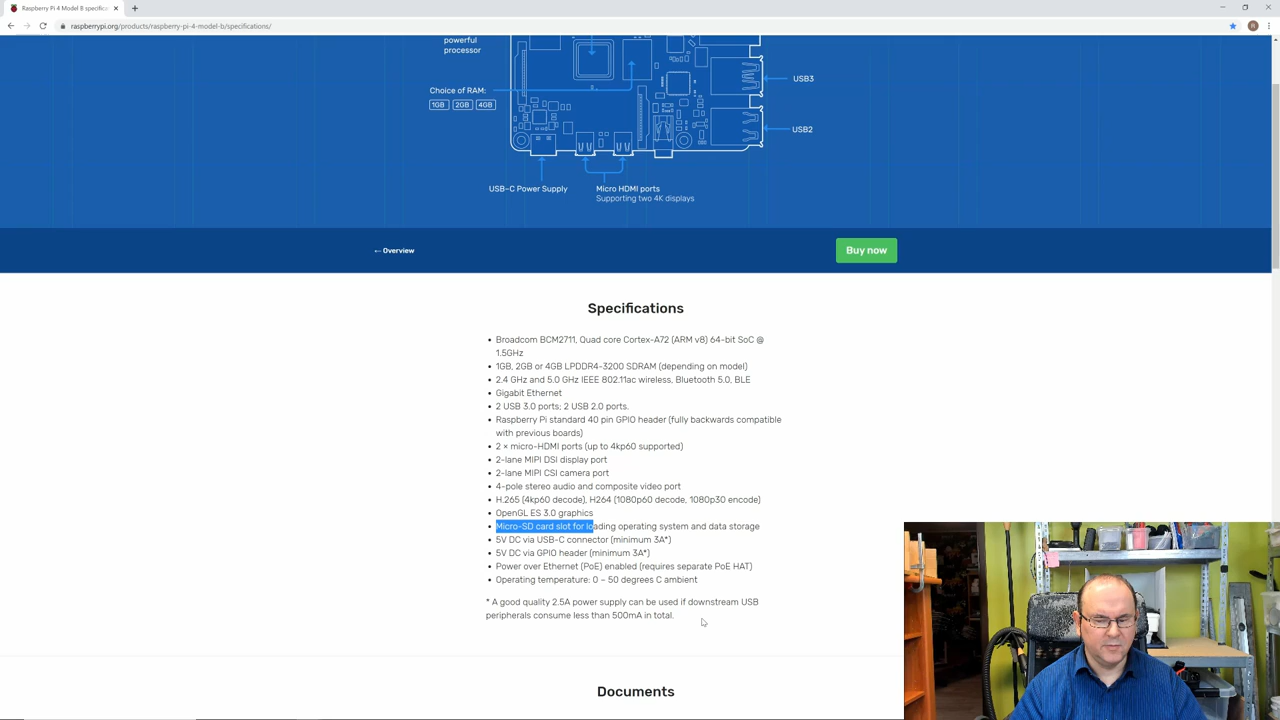 Raspberry Pi 4 Model B specifica
raspberrypi.org/products/raspberry-pi-4-model-b/specifications/
powerful
processor
Choice of RAM:
1GB 2GB 4GB
USB3
USB2
USB-C Power Supply
Micro HDMI ports
Supporting two 4K displays
← Overview
Buy now
Specifications
• Broadcom BCM2711, Quad core Cortex-A72 (ARM v8) 64-bit SoC @
1.5GHz
• 1GB, 2GB or 4GB LPDDR4-3200 SDRAM (depending on model)
• 2.4 GHz and 5.0 GHz IEEE 802.11ac wireless, Bluetooth 5.0, BLE
• Gigabit Ethernet
• 2 USB 3.0 ports; 2 USB 2.0 ports.
• Raspberry Pi standard 40 pin GPIO header (fully backwards compatible
with previous boards)
• 2 × micro-HDMI ports (up to 4kp60 supported)
• 2-lane MIPI DSI display port
• 2-lane MIPI CSI camera port
• 4-pole stereo audio and composite video port
• H.265 (4kp60 decode), H264 (1080p60 decode, 1080p30 encode)
• OpenGL ES 3.0 graphics
• Micro-SD card slot for loading operating system and data storage
• 5V DC via USB-C connector (minimum 3A*)
• 5V DC via GPIO header (minimum 3A*)
• Power over Ethernet (PoE) enabled (requires separate PoE HAT)
• Operating temperature: 0 – 50 degrees C ambient
* A good quality 2.5A power supply can be used if downstream USB
peripherals consume less than 500mA in total.
Documents